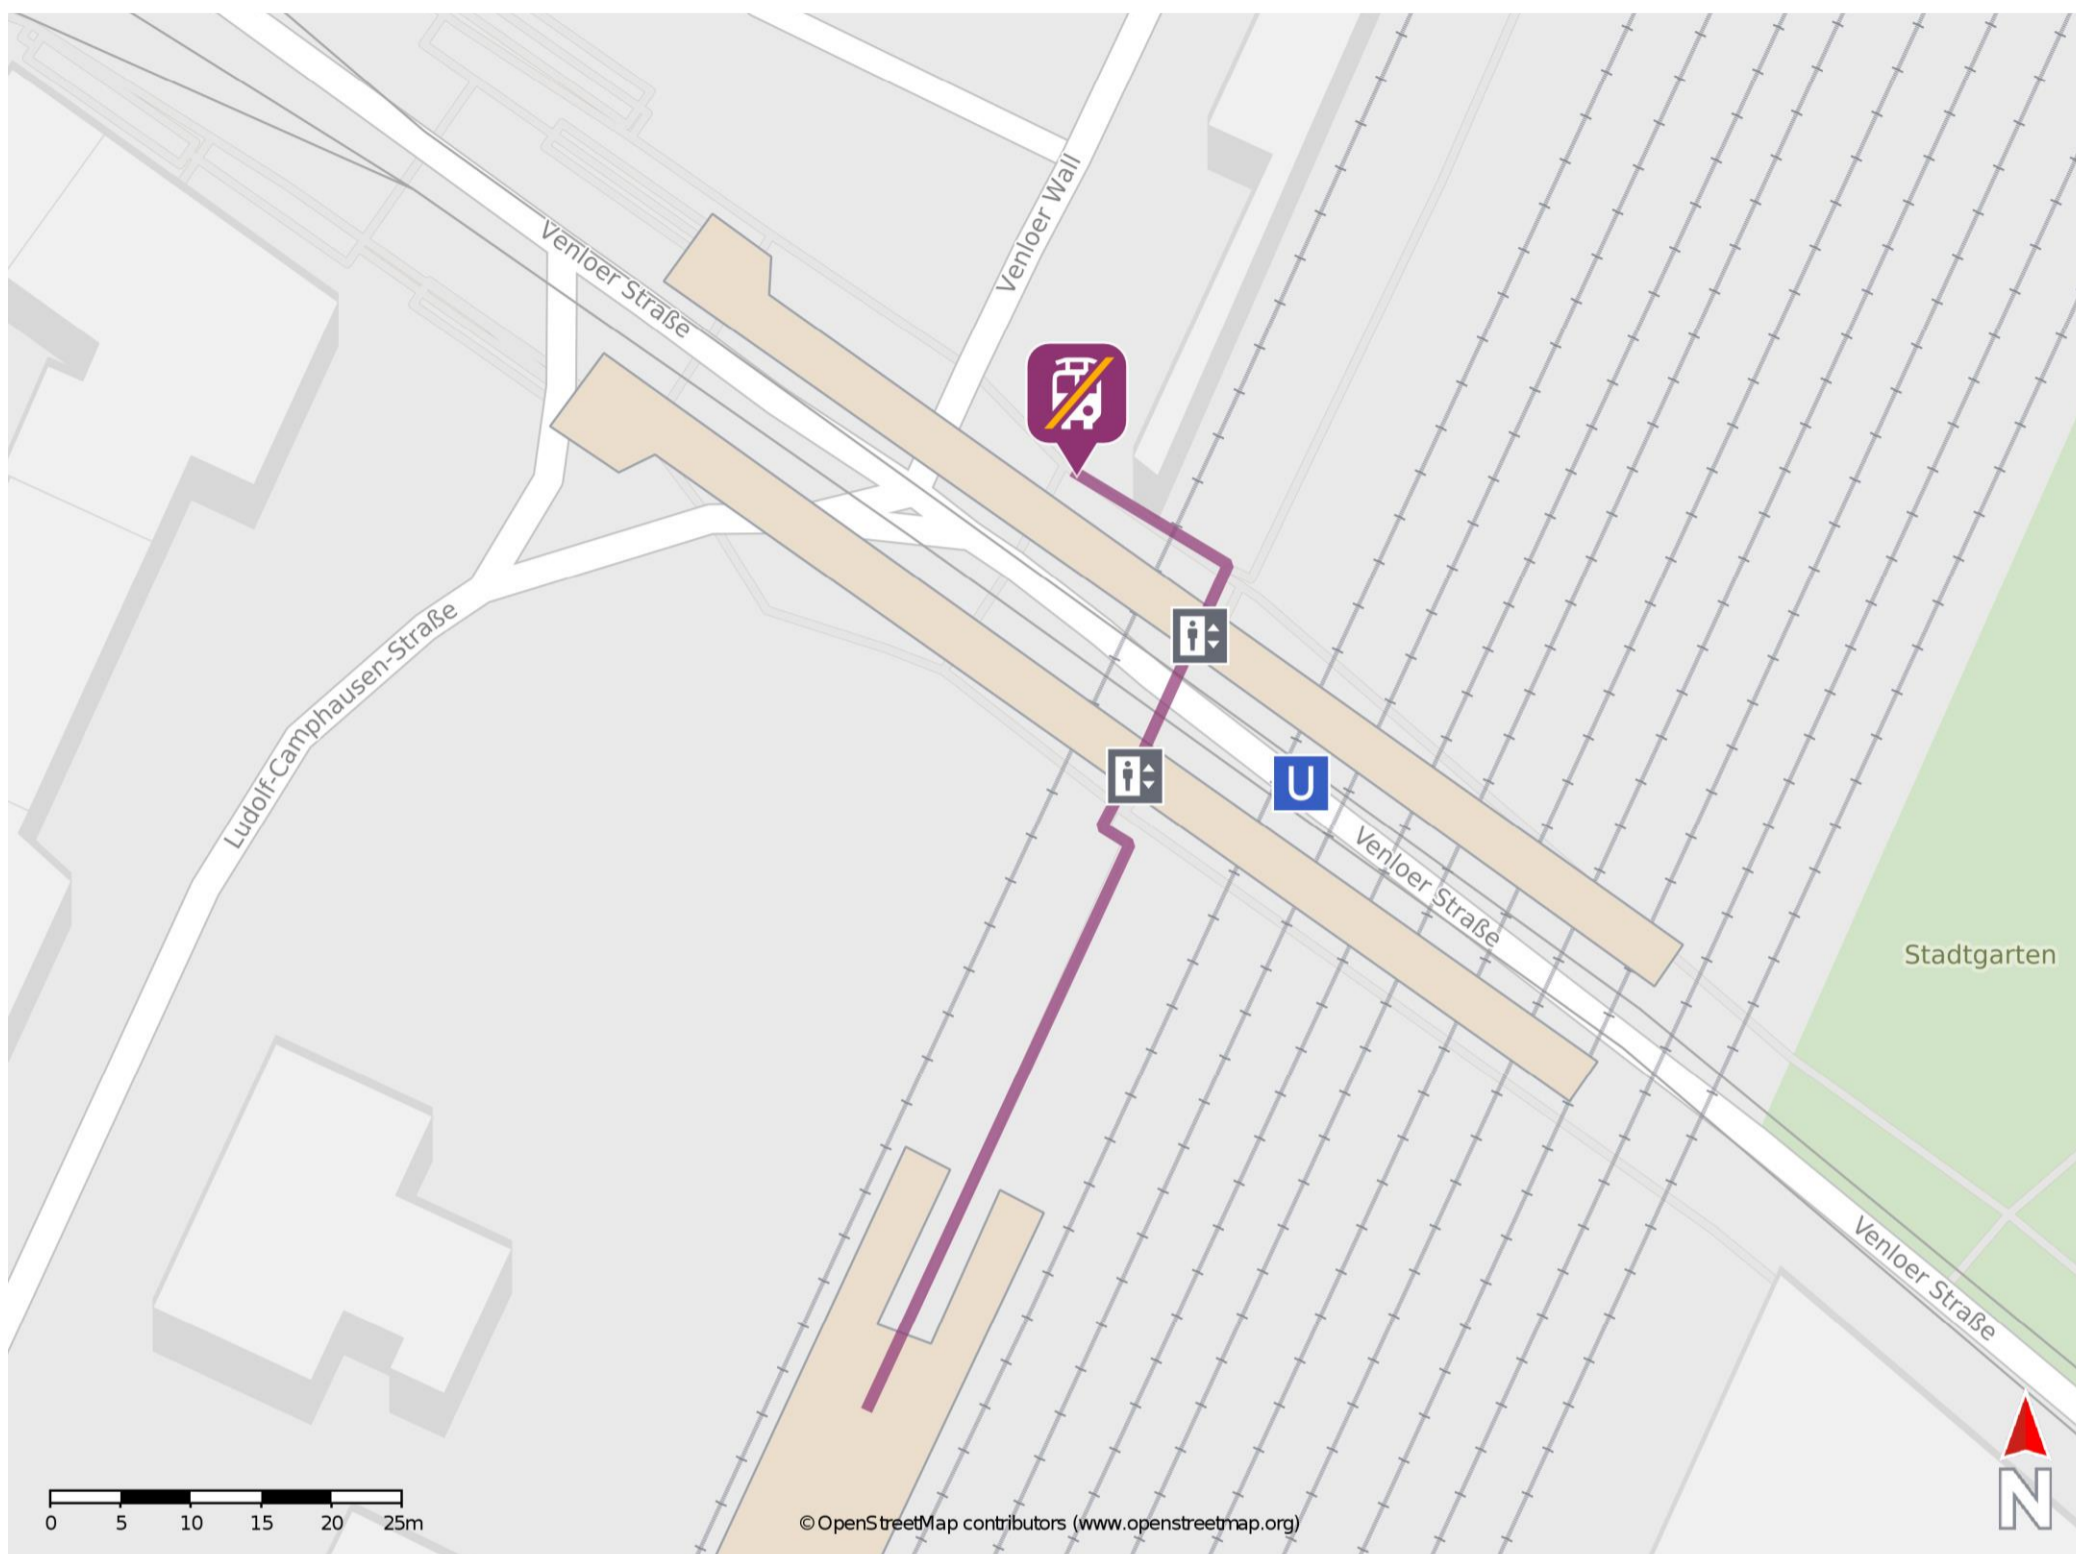 Venloer Wall
Venloer Straße
Ludolf-Camphausen-Straße
U
Venloer Straße
Stadtgarten
Venloer Straße
N
0 5 10 15 20 25m
© OpenStreetMap contributors (www.openstreetmap.org)